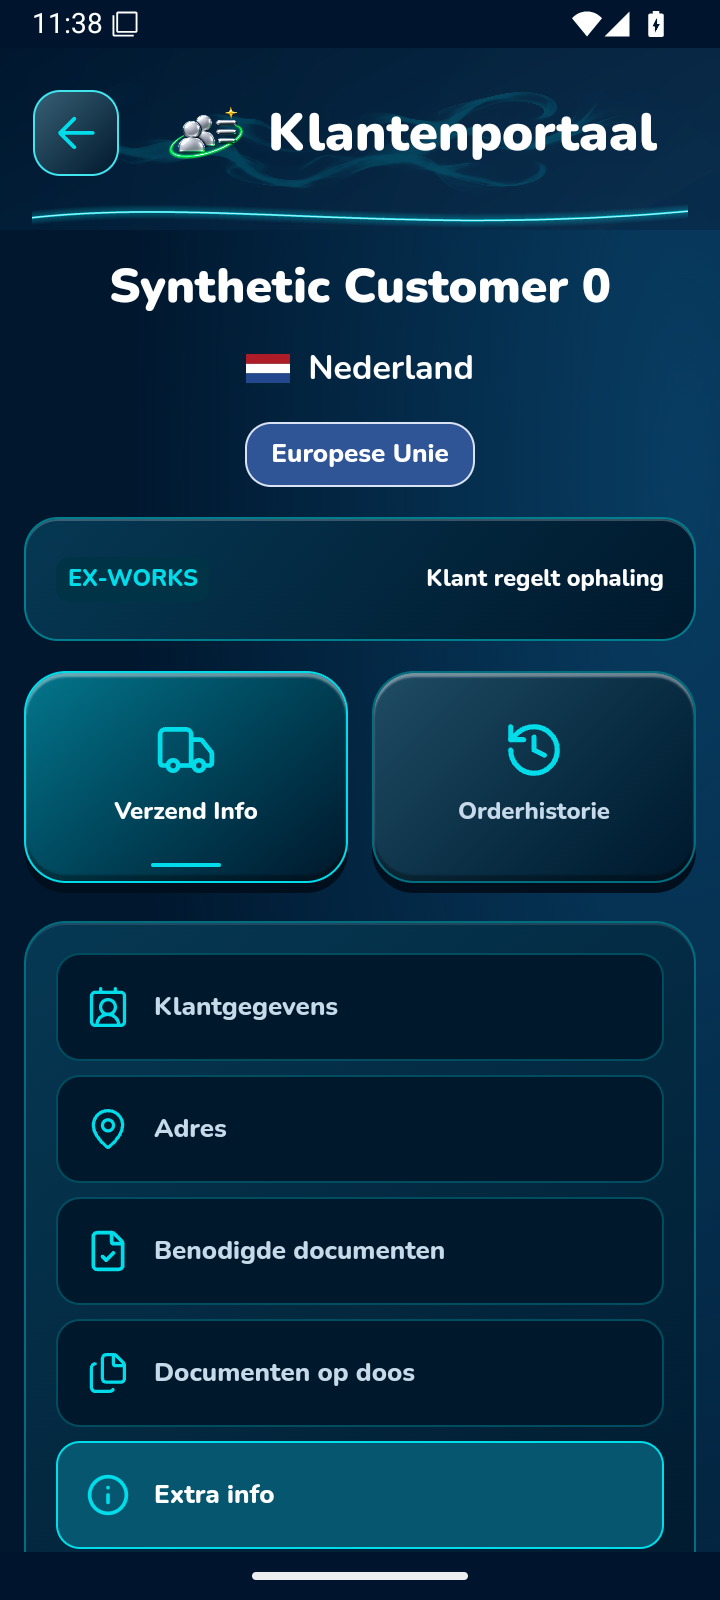 11:38
Klantenportaal
Synthetic Customer 0
Nederland
Europese Unie
EX-WORKS
Klant regelt ophaling
Verzend Info
Orderhistorie
Klantgegevens
Adres
Benodigde documenten
Documenten op doos
Extra info